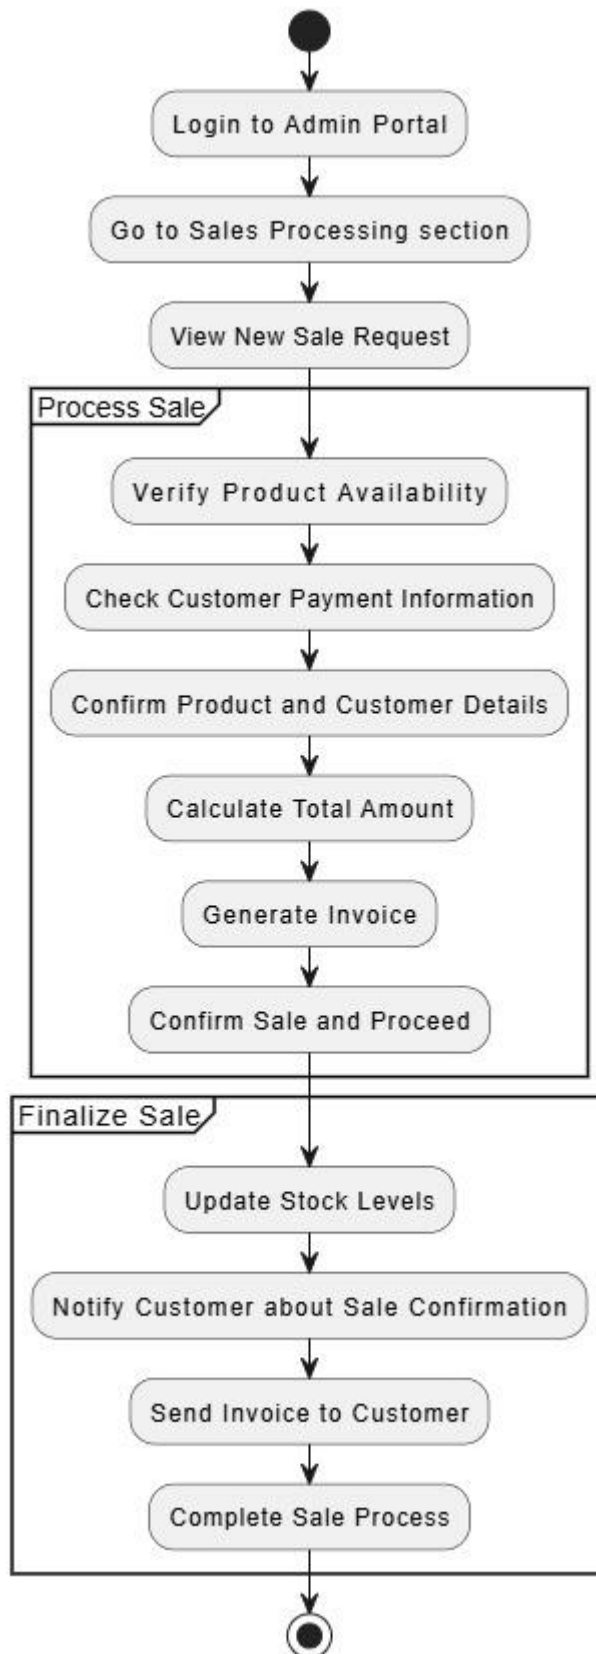 Login to Admin Portal
Go to Sales Processing section
View New Sale Request
Process Sale
Verify Product Availability
Check Customer Payment Information
Confirm Product and Customer Details
Calculate Total Amount
Generate Invoice
Confirm Sale and Proceed
Finalize Sale
Update Stock Levels
Notify Customer about Sale Confirmation
Send Invoice to Customer
Complete Sale Process